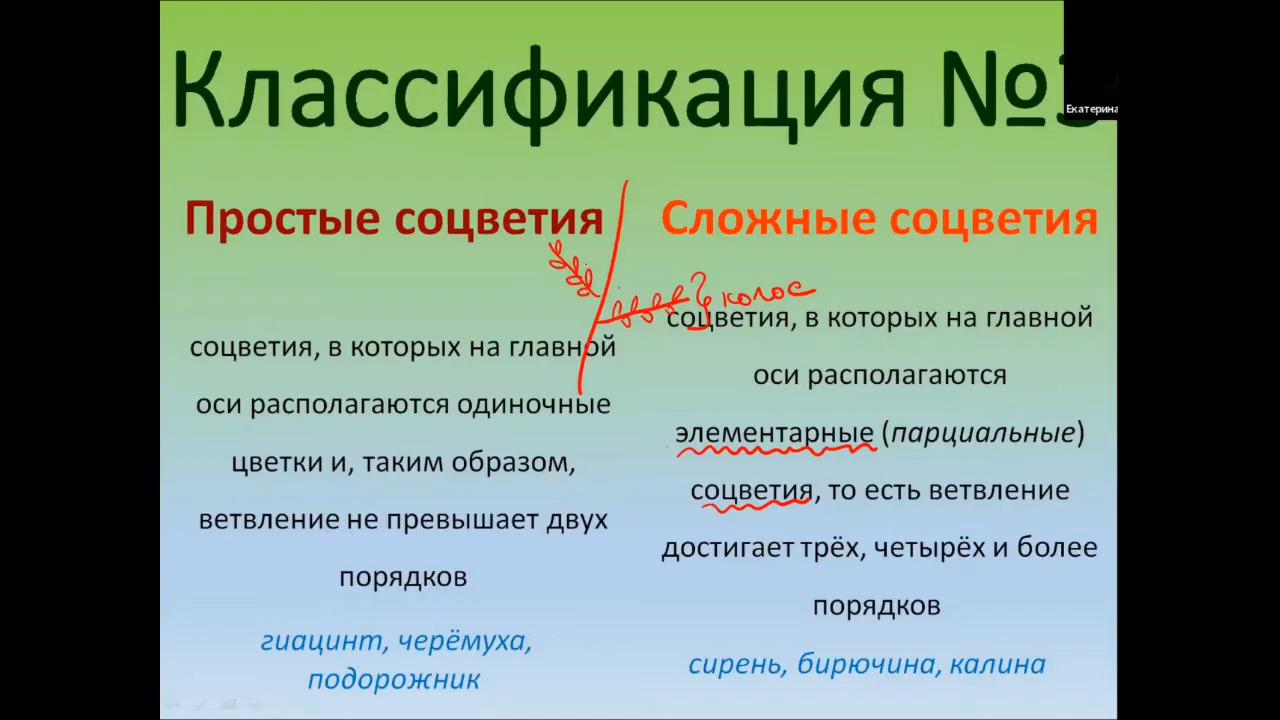 Классификация №3
Екатерина
Простые соцветия
соцветия, в которых на главной
оси располагаются одиночные
цветки и, таким образом,
ветвление не превышает двух
порядков
гиацинт, черёмуха,
подорожник
Сложные соцветия
колос
соцветия, в которых на главной
оси располагаются
элементарные (парциальные)
соцветия, то есть ветвление
достигает трёх, четырёх и более
порядков
сирень, бирючина, калина